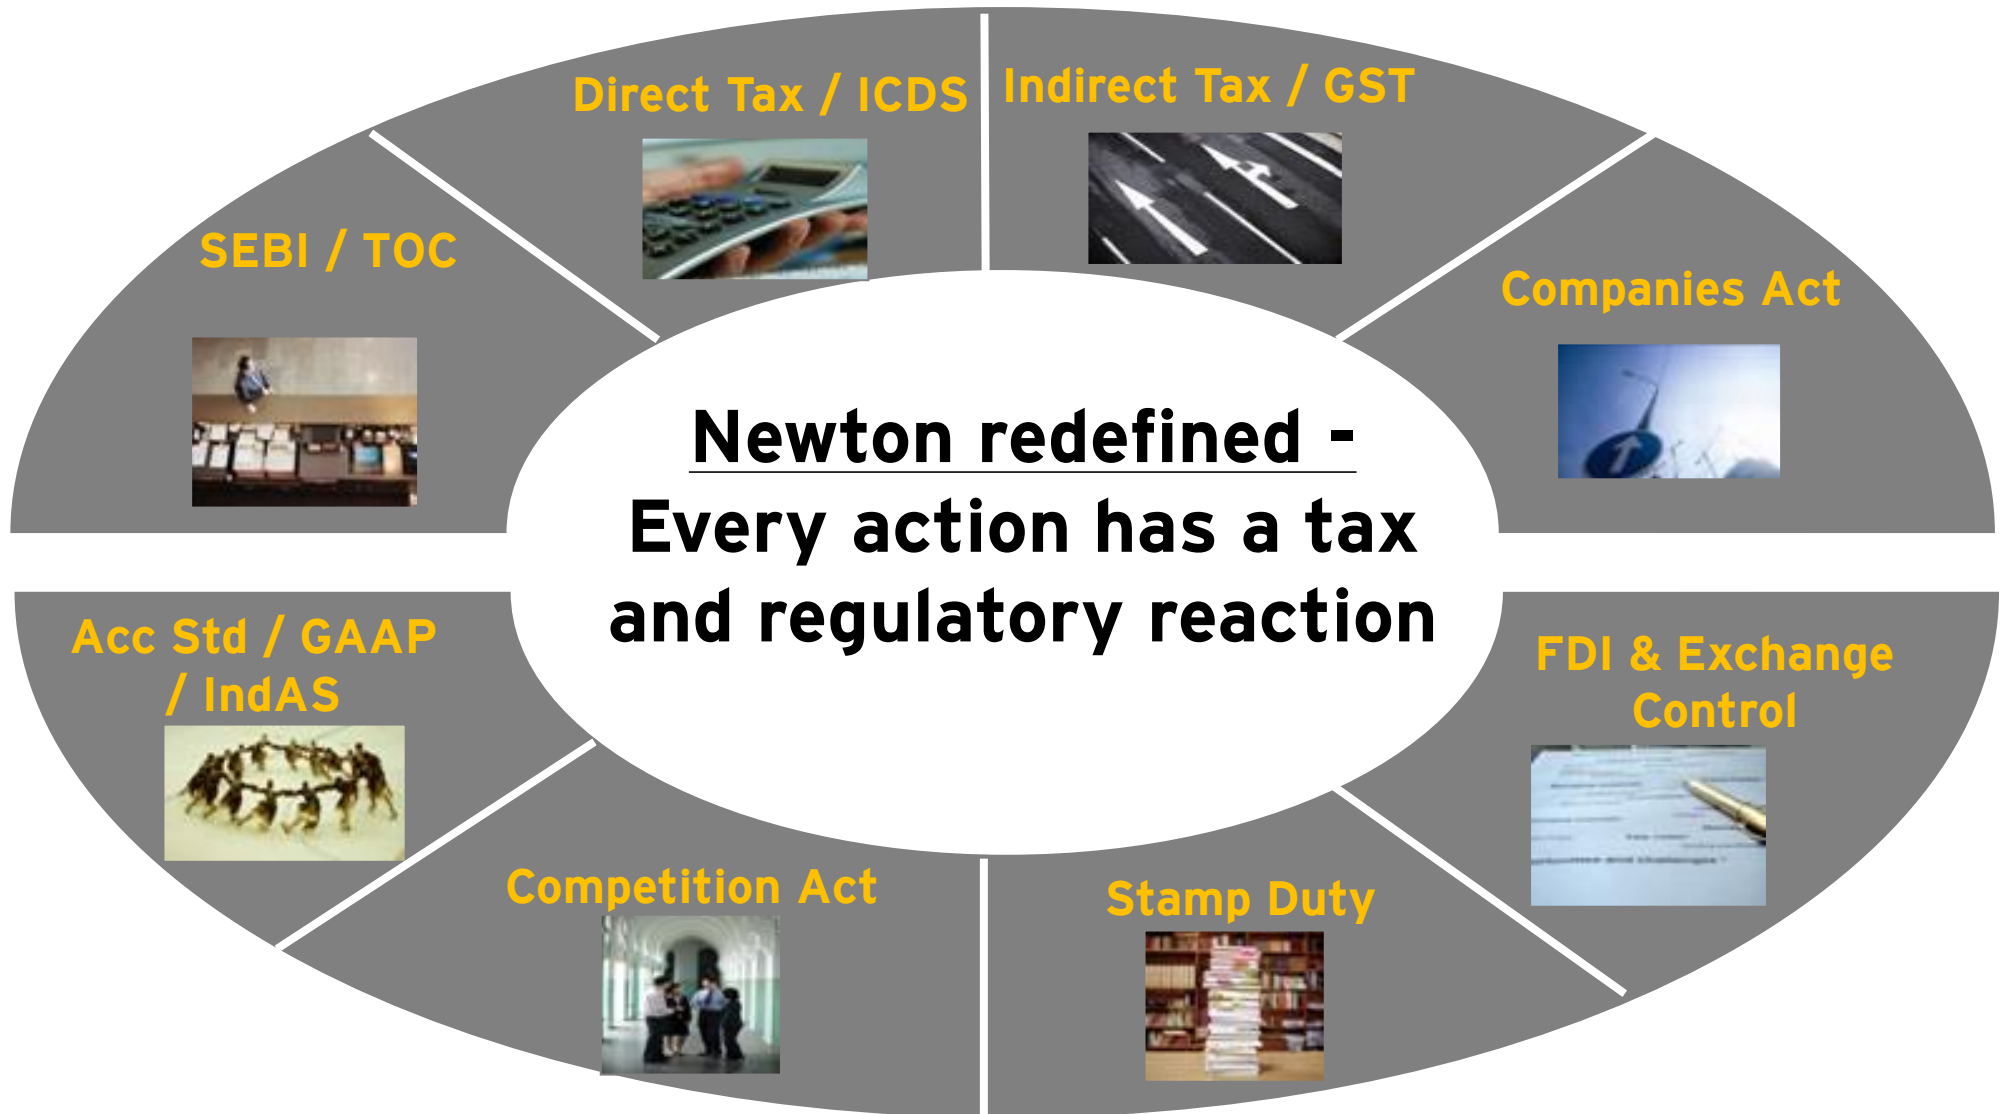 Direct Tax / ICDS
Indirect Tax / GST
SEBI / TOC
Companies Act
Newton redefined -
Every action has a tax
and regulatory reaction
Acc Std / GAAP
/ IndAS
FDI & Exchange
Control
Competition Act
Stamp Duty